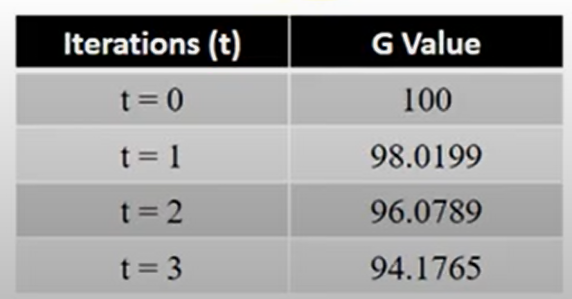 Iterations (t) G Value
t = 0 100
t = 1 98.0199
t = 2 96.0789
t = 3 94.1765